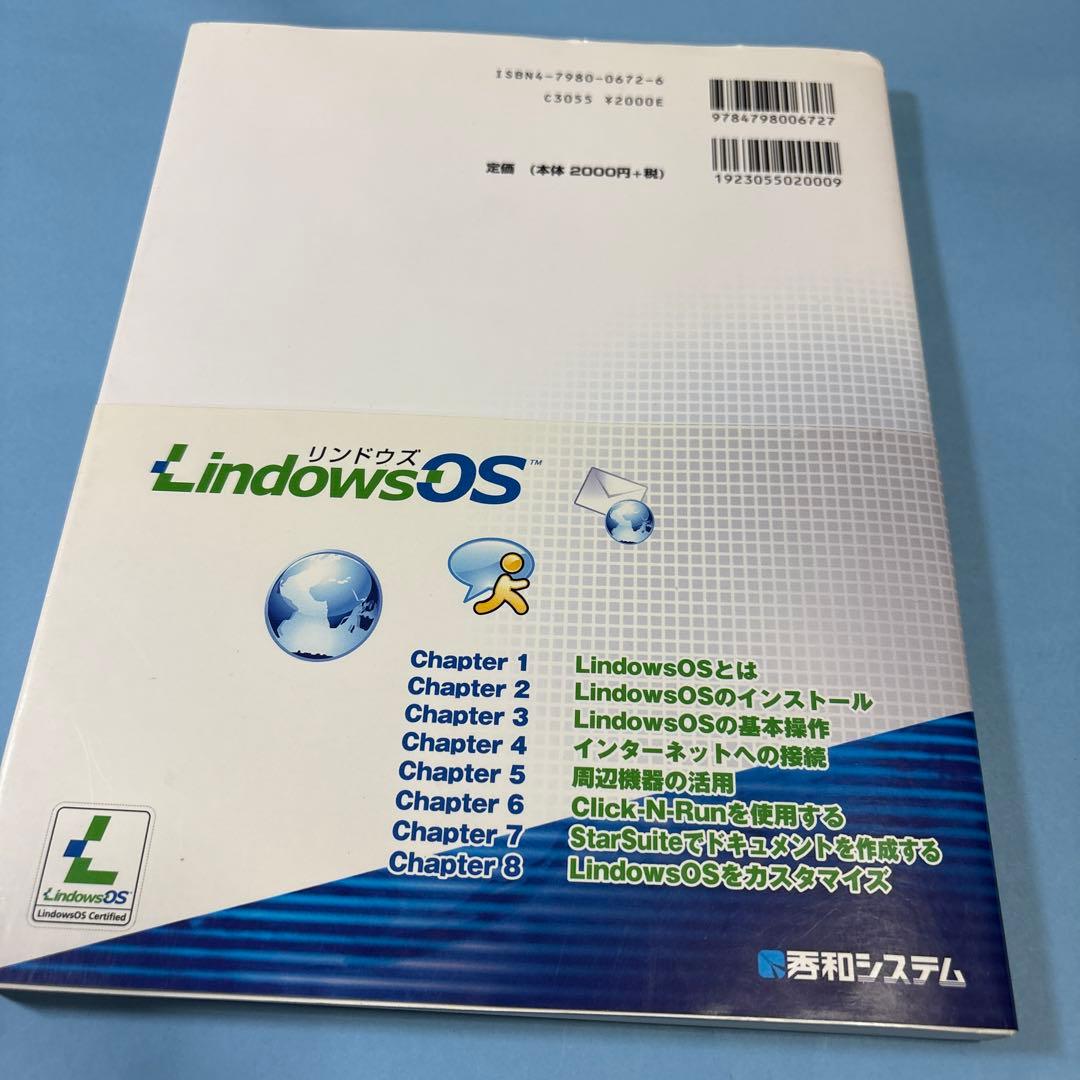 ISBN4-7980-0672-6
C3055 ¥2000E
9784798006727
定価 (本体 2000円+税)
1923055020009
リンドウズ
LindowsOS™
Chapter 1 LindowsOSとは
Chapter 2 LindowsOSのインストール
Chapter 3 LindowsOSの基本操作
Chapter 4 インターネットへの接続
Chapter 5 周辺機器の活用
Chapter 6 Click-N-Runを使用する
Chapter 7 StarSuiteでドキュメントを作成する
Chapter 8 LindowsOSをカスタマイズ
LindowsOS
LindowsOS Certified
秀和システム